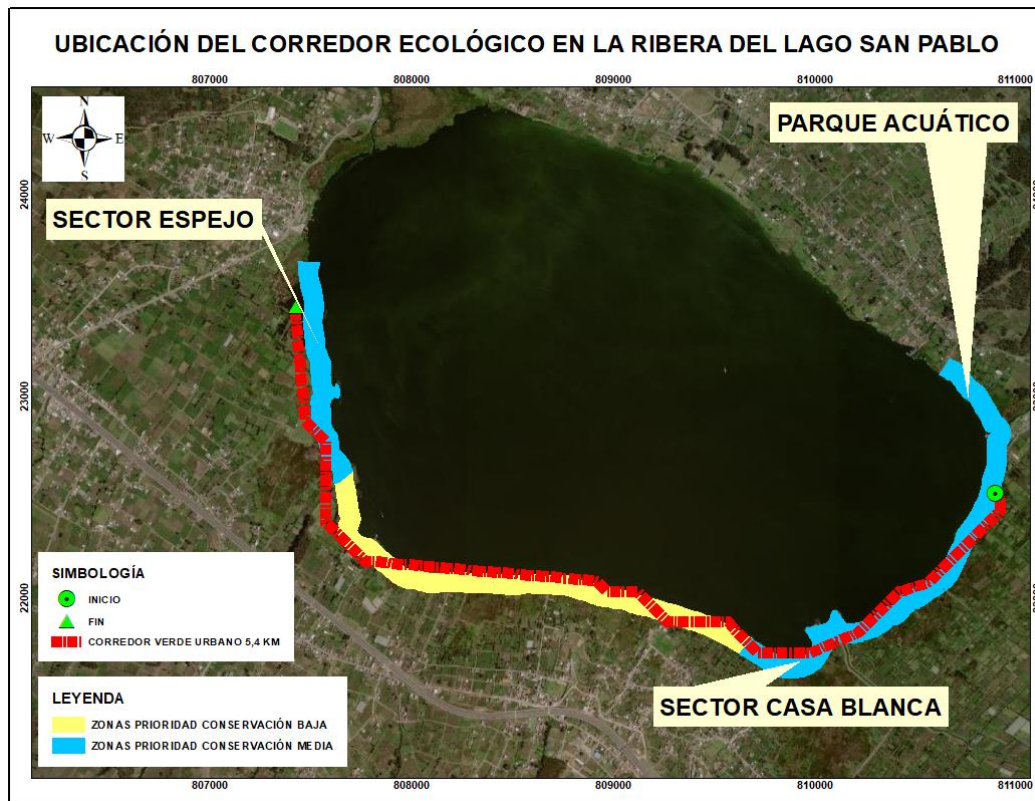 UBICACIÓN DEL CORREDOR ECOLÓGICO EN LA RIBERA DEL LAGO SAN PABLO
807000 808000 809000 810000 811000
N
W E
S
PARQUE ACUÁTICO
SECTOR ESPEJO
24000
23000
22000
SIMBOLOGÍA
INICIO
FIN
CORREDOR VERDE URBANO 5,4 KM
LEYENDA
ZONAS PRIORIDAD CONSERVACIÓN BAJA
ZONAS PRIORIDAD CONSERVACIÓN MEDIA
SECTOR CASA BLANCA
807000 808000 809000 810000 811000